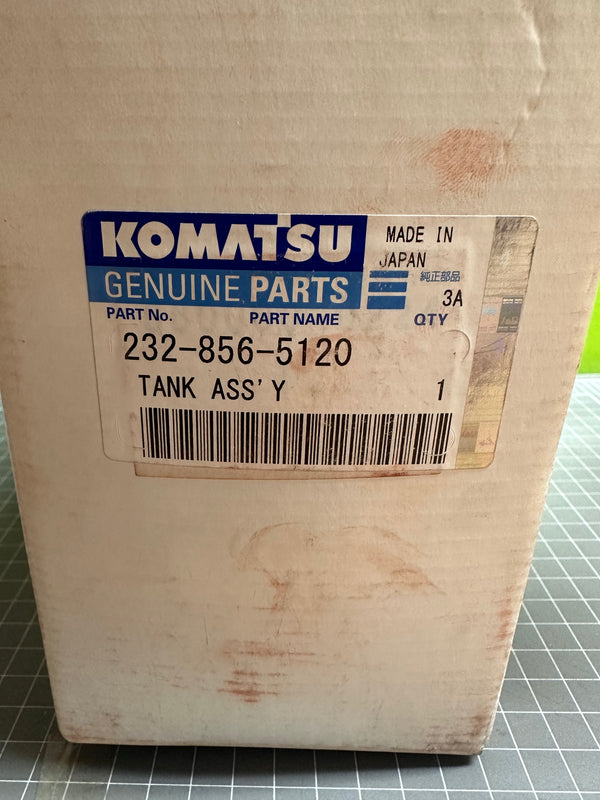 KOMATSU
MADE IN
JAPAN
GENUINE PARTS
純正部品
3A
PART No. PART NAME QTY
232-856-5120
TANK ASS'Y 1